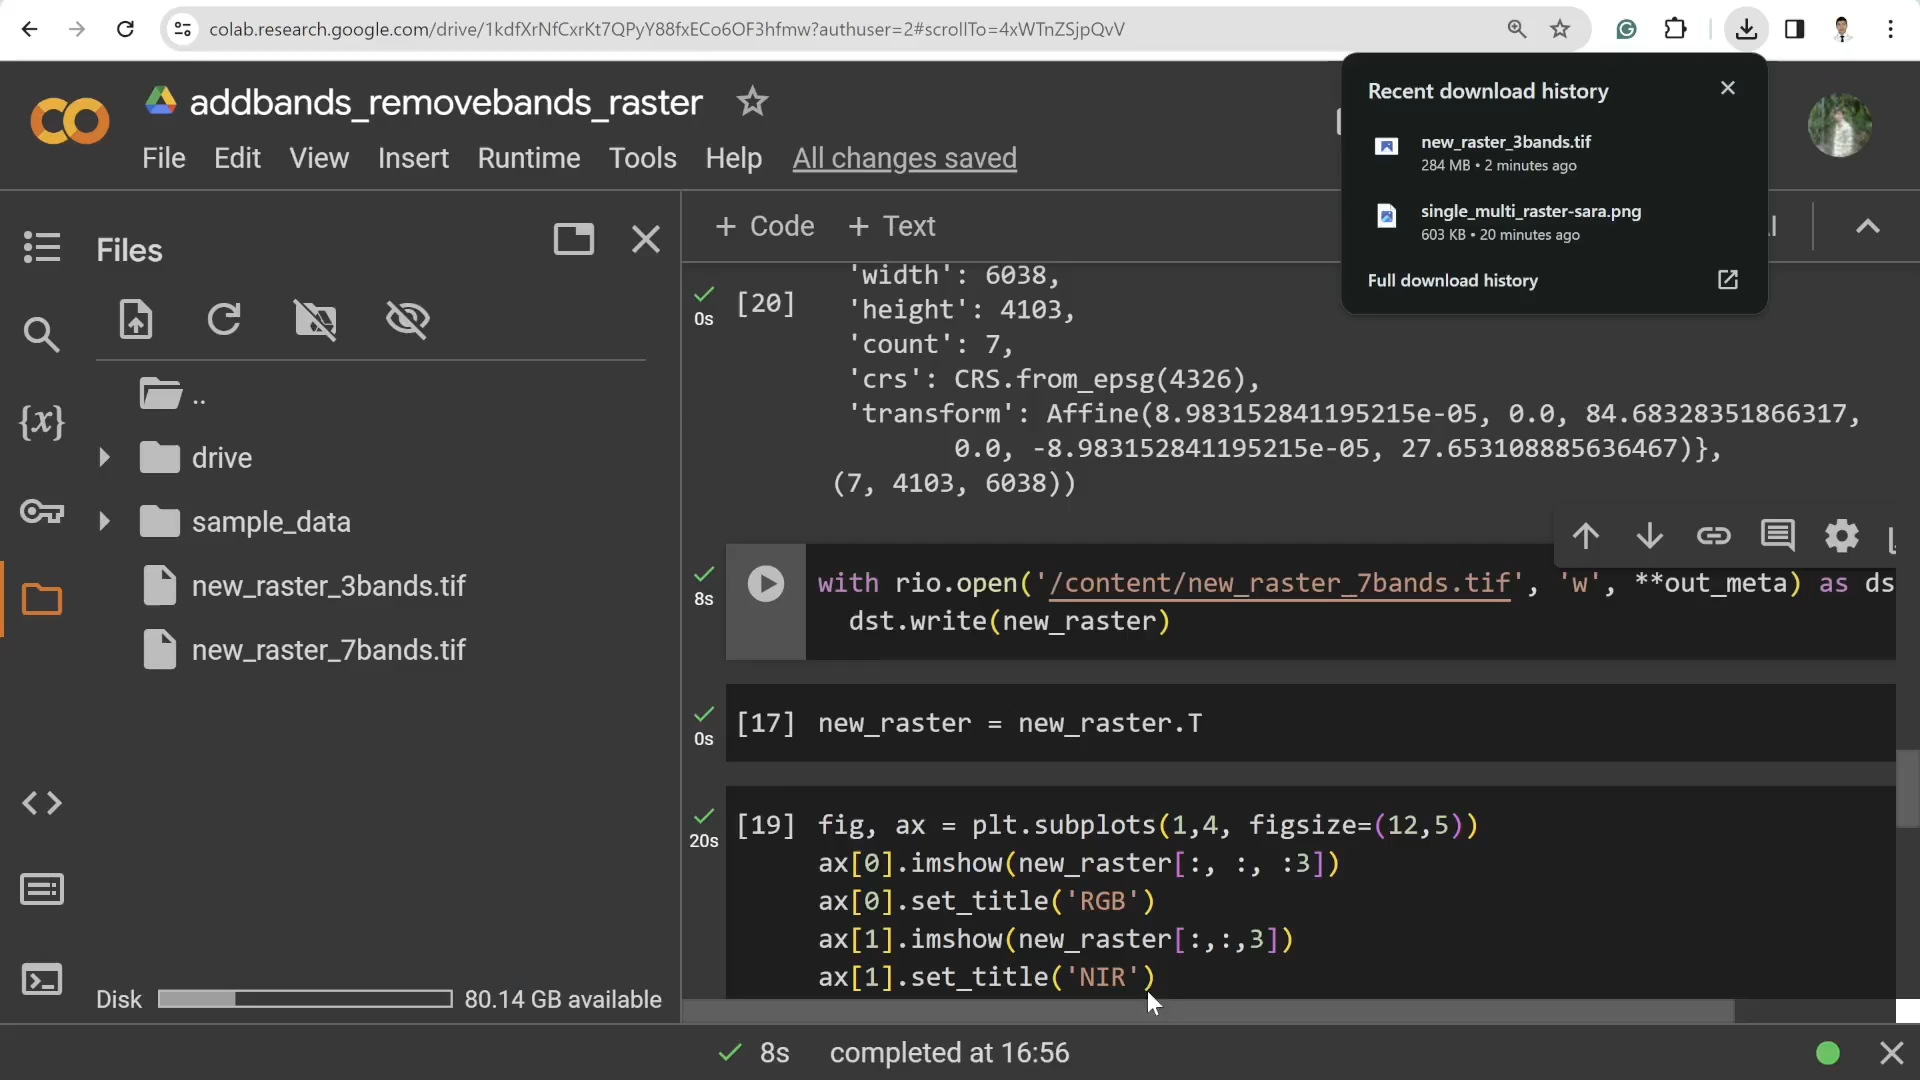 colab.research.google.com/drive/1kdfXrNfCxrKt7QPyY88fxECo6OF3hfmw?authuser=2#scrollTo=4xWTnZSjpQvV
addbands_removebands_raster
File Edit View Insert Runtime Tools Help All changes saved
Recent download history
new_raster_3bands.tif
284 MB • 2 minutes ago
single_multi_raster-sara.png
603 KB • 20 minutes ago
Full download history
Files
..
drive
sample_data
new_raster_3bands.tif
new_raster_7bands.tif
Disk 80.14 GB available
{x}
+ Code + Text
[20]
0s
'width': 6038,
'height': 4103,
'count': 7,
'crs': CRS.from_epsg(4326),
'transform': Affine(8.983152841195215e-05, 0.0, 84.68328351866317,
0.0, -8.983152841195215e-05, 27.653108885636467)},
(7, 4103, 6038))
8s
with rio.open('/content/new_raster_7bands.tif', 'w', **out_meta) as ds
dst.write(new_raster)
0s
[17] new_raster = new_raster.T
20s
[19] fig, ax = plt.subplots(1,4, figsize=(12,5))
ax[0].imshow(new_raster[:, :, :3])
ax[0].set_title('RGB')
ax[1].imshow(new_raster[:,:,3])
ax[1].set_title('NIR')
8s completed at 16:56